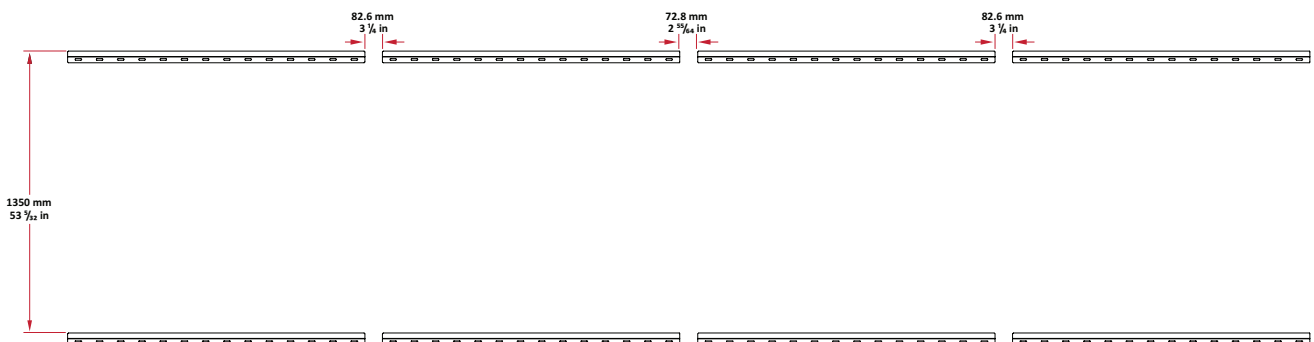 82.6 mm
3 ¼ in
72.8 mm
2 ⁵⁵⁄₆₄ in
82.6 mm
3 ¼ in
1350 mm
53 ⁵⁄₃₂ in